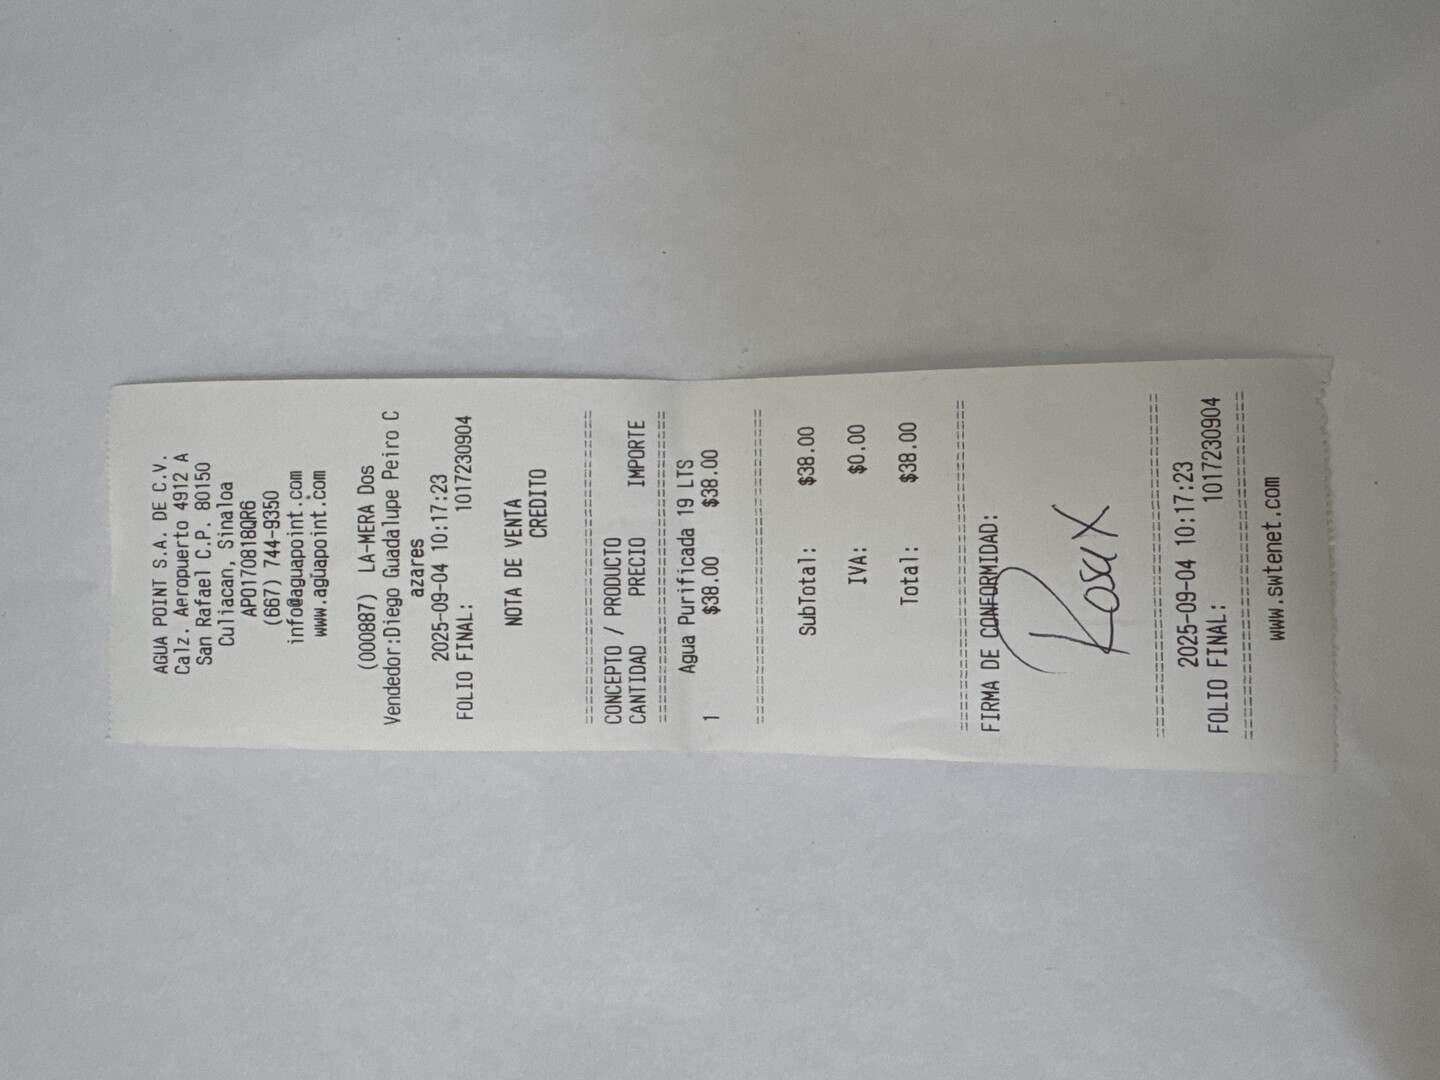 AGUA POINT S.A. DE C.V.
Calz. Aeropuerto 4912 A
San Rafael C.P. 80150
Culiacan, Sinaloa
APO170818QR6
(667) 744-9350
info@aguapoint.com
www.aguapoint.com
(000887) LA-MERA Dos
Vendedor:Diego Guadalupe Peiro C
azares
2025-09-04 10:17:23
FOLIO FINAL: 1017230904
NOTA DE VENTA
CREDITO
================================
CONCEPTO / PRODUCTO
CANTIDAD PRECIO IMPORTE
================================
Agua Purificada 19 LTS
1 $38.00 $38.00
================================
SubTotal: $38.00
IVA: $0.00
Total: $38.00
================================
FIRMA DE CONFORMIDAD:
================================
2025-09-04 10:17:23
FOLIO FINAL: 1017230904
================================
www.swtenet.com